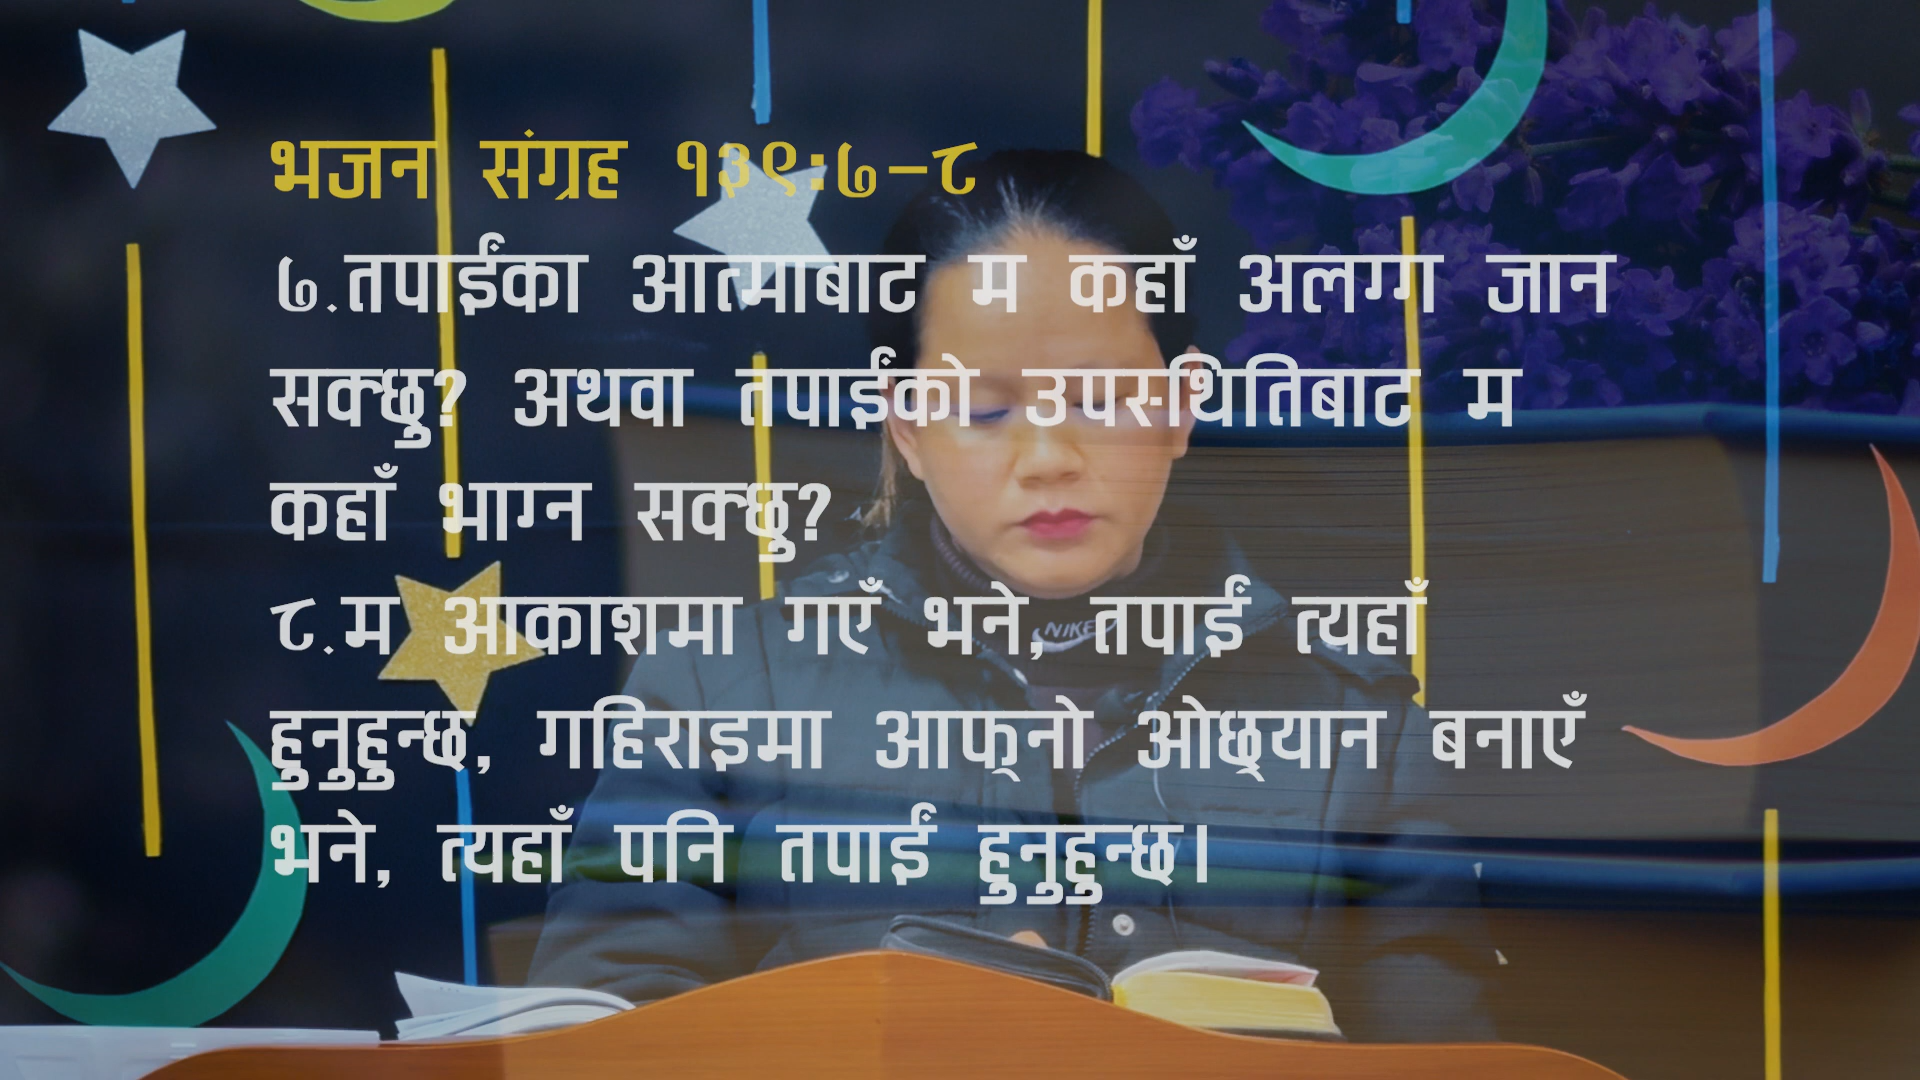 भजन संग्रह १३९:७-८
७.तपाईंका आत्माबाट म कहाँ अलग्ग जान
सक्छु? अथवा तपाईंको उपस्थितिबाट म
कहाँ भाग्न सक्छु?
८.म आकाशमा गएँ भने, तपाईं त्यहाँ
हुनुहुन्छ, गहिराइमा आफ्‌नो ओछ्‌यान बनाएँ
भने, त्यहाँ पनि तपाईं हुनुहुन्छ।
NIKE